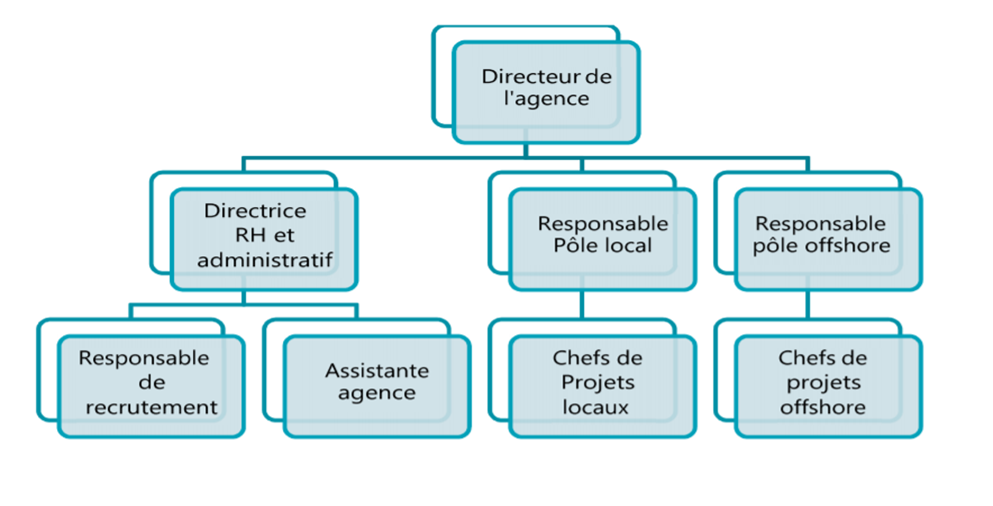 Directeur de
l'agence
Directrice
RH et
administratif
Responsable
Pôle local
Responsable
pôle offshore
Responsable
de
recrutement
Assistante
agence
Chefs de
Projets
locaux
Chefs de
projets
offshore